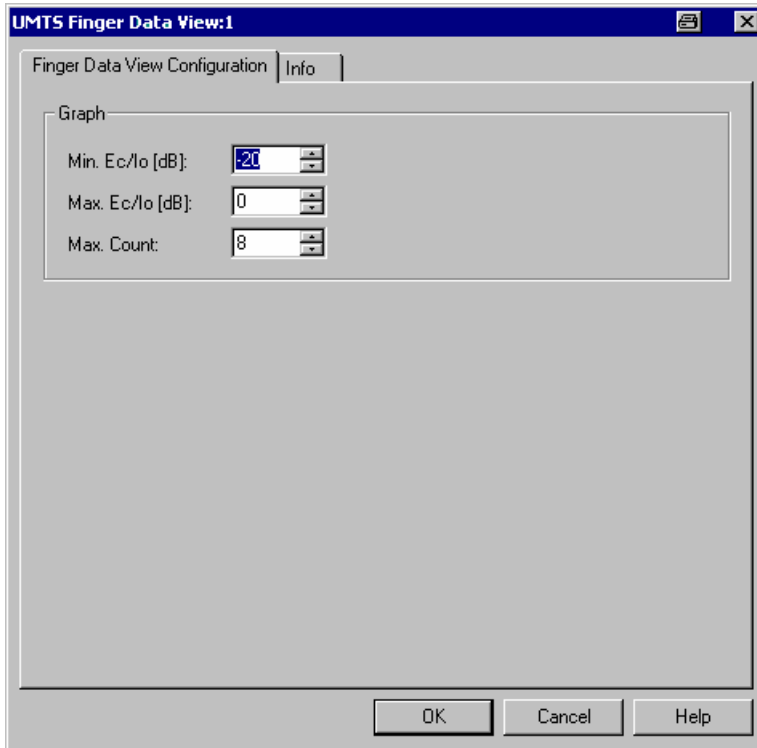 UMTS Finger Data View:1
Finger Data View Configuration Info
Graph
Min. Ec/Io [dB]: -20
Max. Ec/Io [dB]: 0
Max. Count: 8
OK Cancel Help